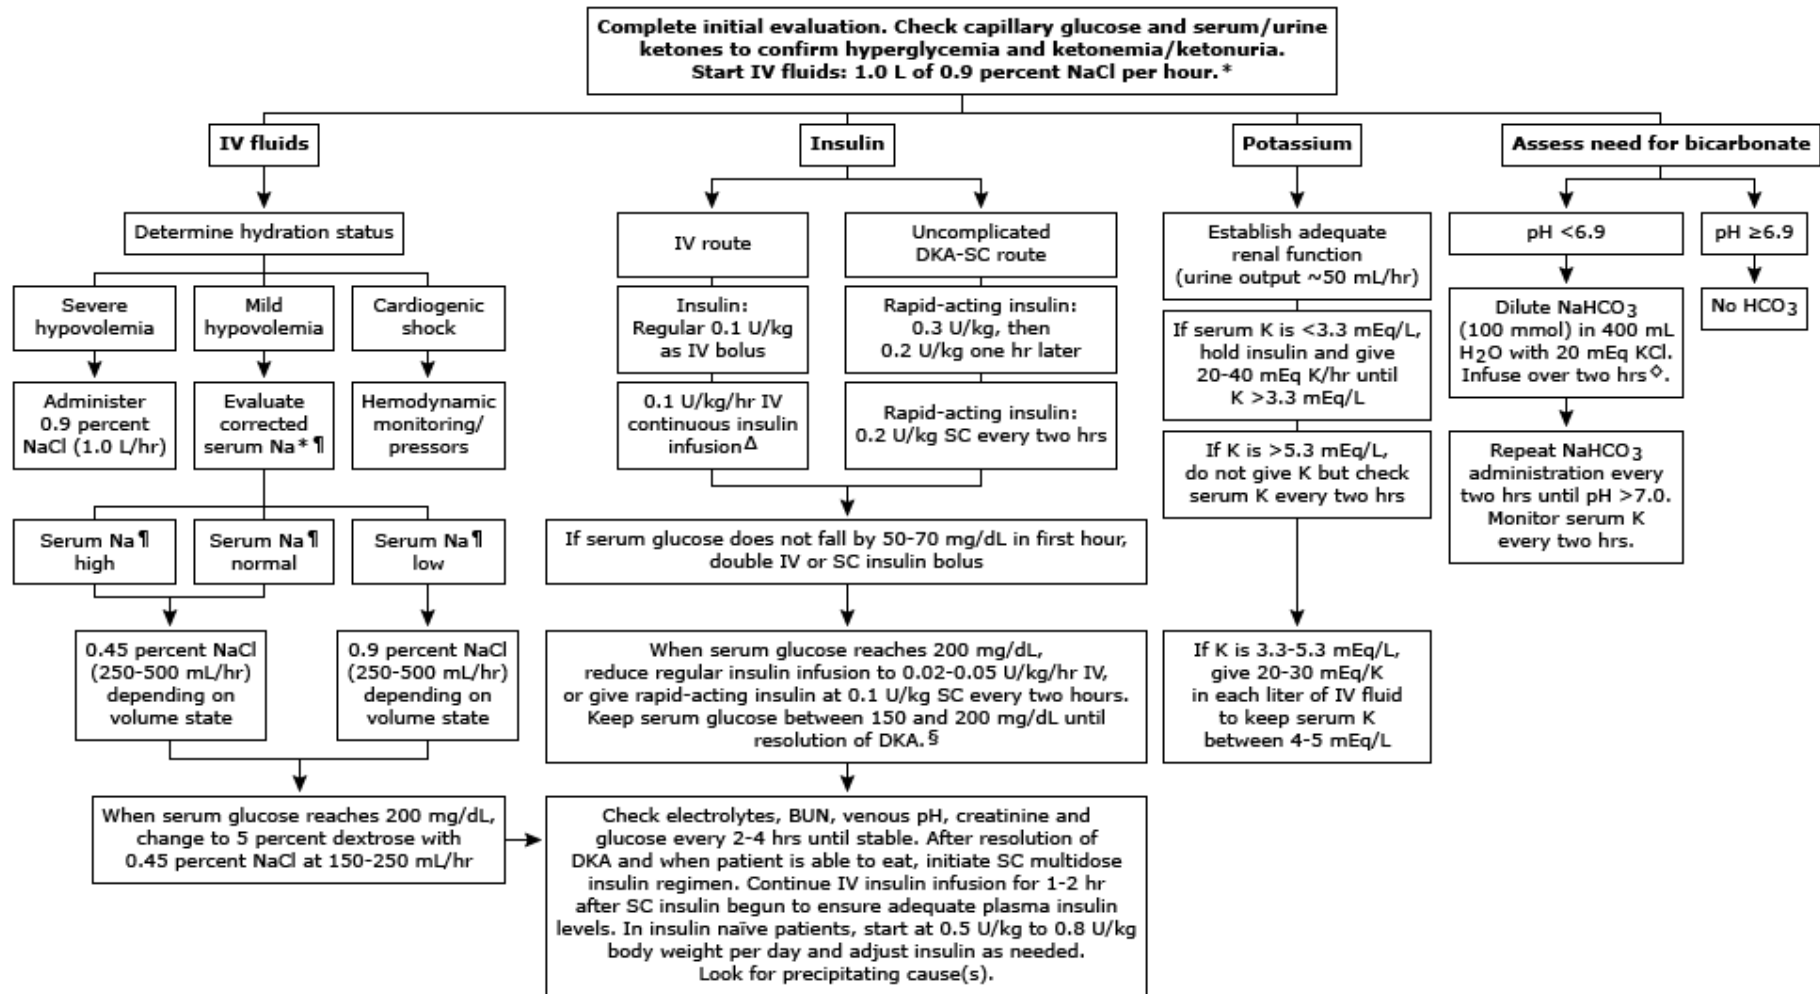 Complete initial evaluation. Check capillary glucose and serum/urine
ketones to confirm hyperglycemia and ketonemia/ketonuria.
Start IV fluids: 1.0 L of 0.9 percent NaCl per hour.*
IV fluids
Determine hydration status
Severe
hypovolemia
Mild
hypovolemia
Cardiogenic
shock
Administer
0.9 percent
NaCl (1.0 L/hr)
Evaluate
corrected
serum Na*¶
Hemodynamic
monitoring/
pressors
Serum Na¶
high
Serum Na¶
normal
Serum Na¶
low
0.45 percent NaCl
(250-500 mL/hr)
depending on
volume state
0.9 percent NaCl
(250-500 mL/hr)
depending on
volume state
When serum glucose reaches 200 mg/dL,
change to 5 percent dextrose with
0.45 percent NaCl at 150-250 mL/hr
Insulin
IV route
Uncomplicated
DKA-SC route
Insulin:
Regular 0.1 U/kg
as IV bolus
Rapid-acting insulin:
0.3 U/kg, then
0.2 U/kg one hr later
0.1 U/kg/hr IV
continuous insulin
infusionΔ
Rapid-acting insulin:
0.2 U/kg SC every two hrs
If serum glucose does not fall by 50-70 mg/dL in first hour,
double IV or SC insulin bolus
When serum glucose reaches 200 mg/dL,
reduce regular insulin infusion to 0.02-0.05 U/kg/hr IV,
or give rapid-acting insulin at 0.1 U/kg SC every two hours.
Keep serum glucose between 150 and 200 mg/dL until
resolution of DKA.§
Check electrolytes, BUN, venous pH, creatinine and
glucose every 2-4 hrs until stable. After resolution of
DKA and when patient is able to eat, initiate SC multidose
insulin regimen. Continue IV insulin infusion for 1-2 hr
after SC insulin begun to ensure adequate plasma insulin
levels. In insulin naïve patients, start at 0.5 U/kg to 0.8 U/kg
body weight per day and adjust insulin as needed.
Look for precipitating cause(s).
Potassium
Establish adequate
renal function
(urine output ~50 mL/hr)
If serum K is <3.3 mEq/L,
hold insulin and give
20-40 mEq K/hr until
K >3.3 mEq/L
If K is >5.3 mEq/L,
do not give K but check
serum K every two hrs
If K is 3.3-5.3 mEq/L,
give 20-30 mEq/K
in each liter of IV fluid
to keep serum K
between 4-5 mEq/L
Assess need for bicarbonate
pH <6.9
pH ≥6.9
Dilute NaHCO3
(100 mmol) in 400 mL
H2O with 20 mEq KCl.
Infuse over two hrs◇.
No HCO3
Repeat NaHCO3
administration every
two hrs until pH >7.0.
Monitor serum K
every two hrs.